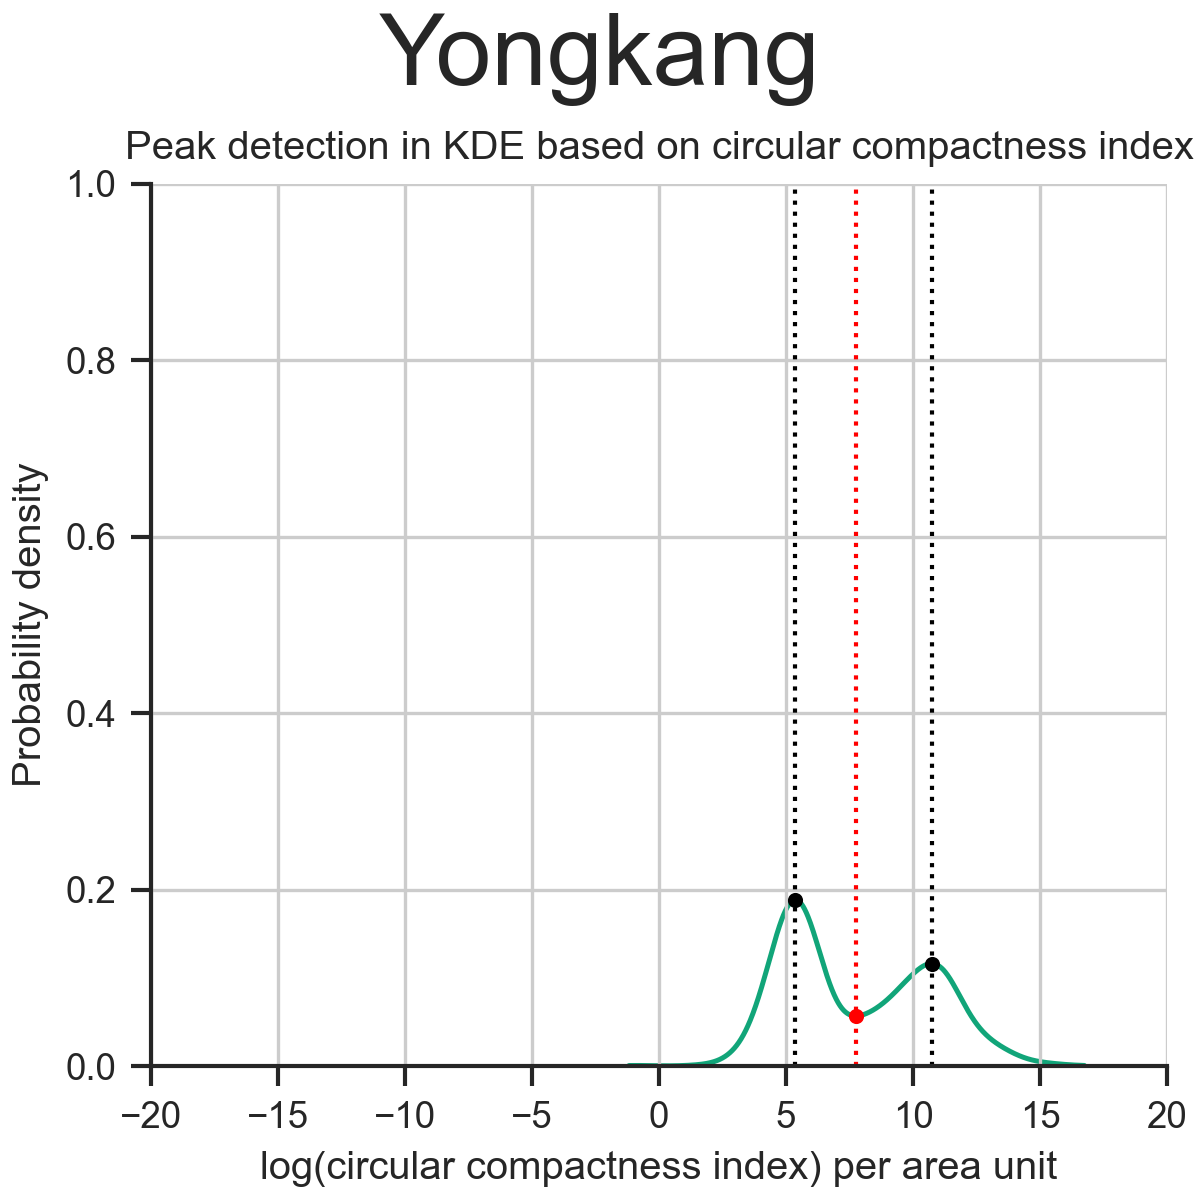 Yongkang
Peak detection in KDE based on circular compactness index
1.0
0.8
0.6
0.4
0.2
0.0
Probability density
−20 −15 −10 −5 0 5 10 15 20
log(circular compactness index) per area unit